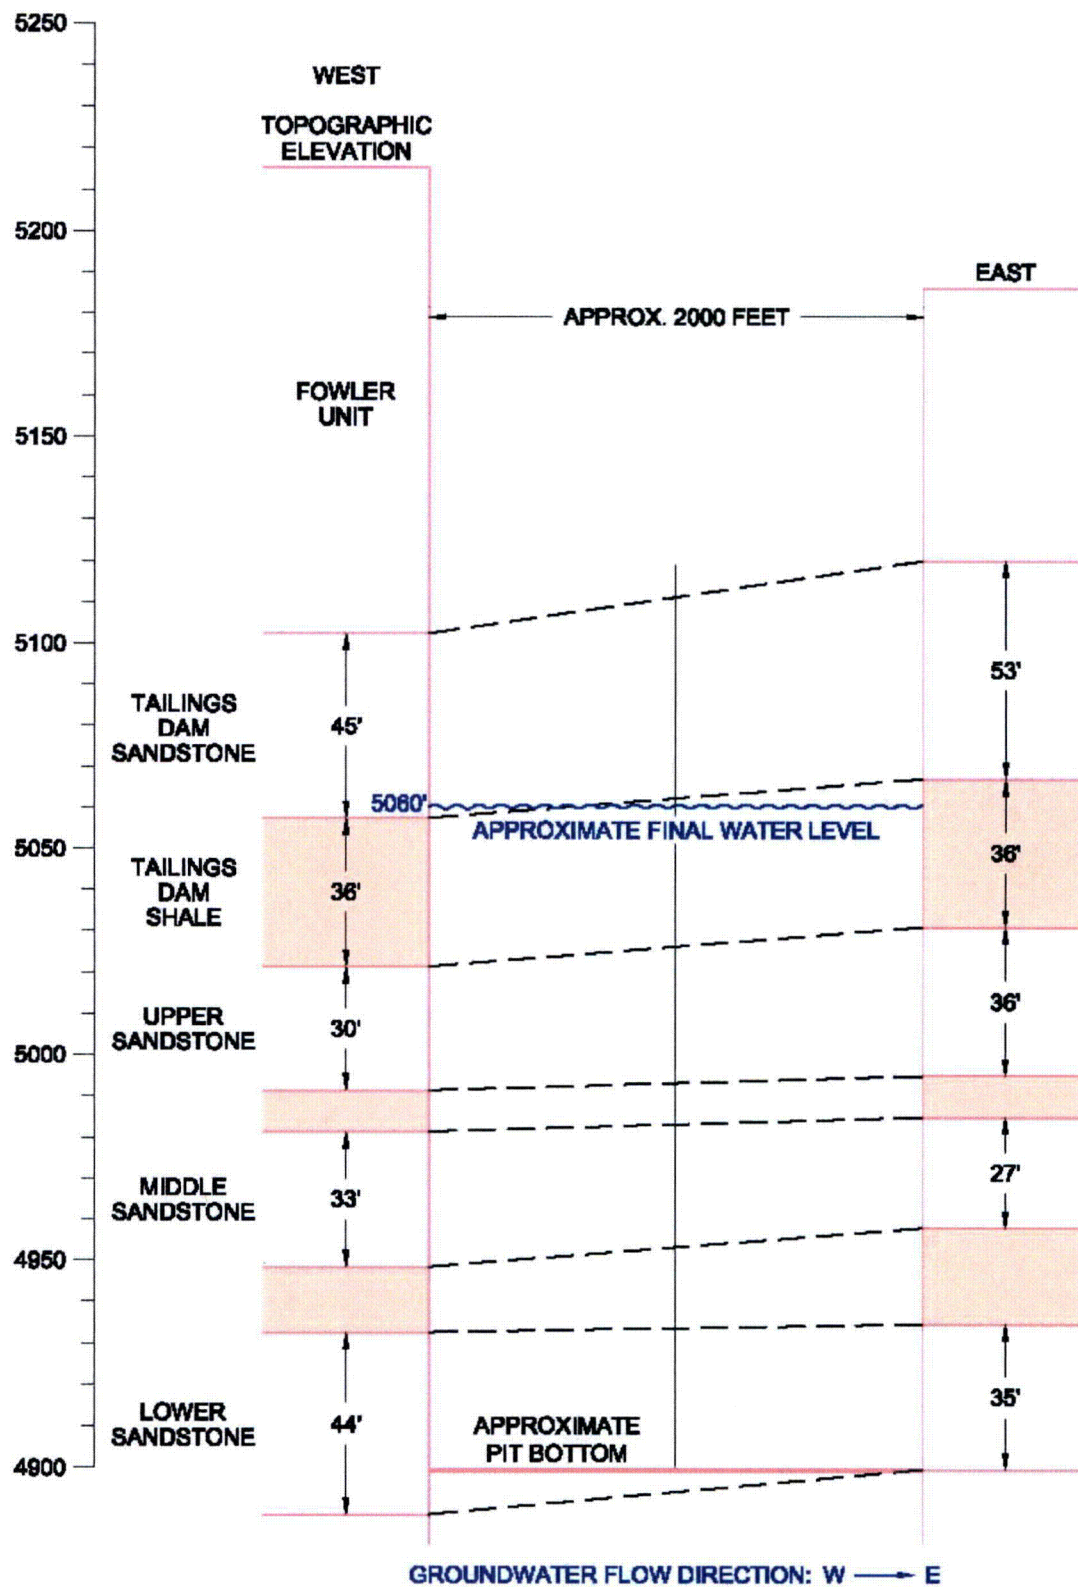 5250
WEST
TOPOGRAPHIC
ELEVATION
5200
EAST
APPROX. 2000 FEET
FOWLER
UNIT
5150
5100
53'
TAILINGS
DAM
SANDSTONE
45'
5060'
APPROXIMATE FINAL WATER LEVEL
5050
TAILINGS
DAM
SHALE
36'
36'
UPPER
SANDSTONE
30'
36'
5000
MIDDLE
SANDSTONE
33'
27'
4950
LOWER
SANDSTONE
44'
35'
APPROXIMATE
PIT BOTTOM
4900
GROUNDWATER FLOW DIRECTION: W → E